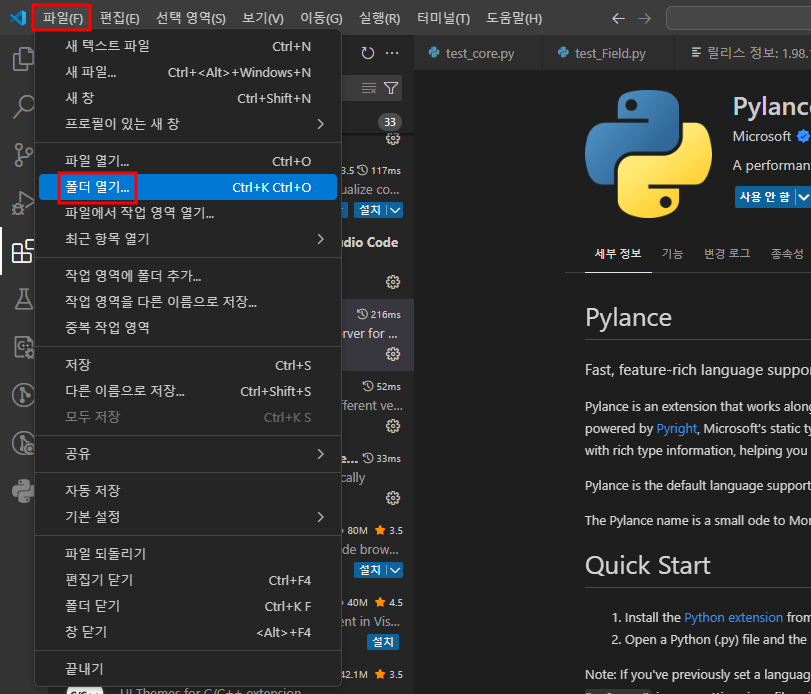 파일(F) 편집(E) 선택 영역(S) 보기(V) 이동(G) 실행(R) 터미널(T) 도움말(H)
새 텍스트 파일 Ctrl+N
새 파일... Ctrl+<Alt>+Windows+N
새 창 Ctrl+Shift+N
프로필이 있는 새 창
파일 열기... Ctrl+O
폴더 열기... Ctrl+K Ctrl+O
파일에서 작업 영역 열기...
최근 항목 열기
작업 영역에 폴더 추가...
작업 영역을 다른 이름으로 저장...
중복 작업 영역
저장 Ctrl+S
다른 이름으로 저장... Ctrl+Shift+S
모두 저장 Ctrl+K S
공유
자동 저장
기본 설정
파일 되돌리기
편집기 닫기 Ctrl+F4
폴더 닫기 Ctrl+K F
창 닫기 <Alt>+F4
끝내기
33
3.5 117ms
ualize co...
설치
dio Code
216ms
rver for ...
52ms
fferent ve...
e... 33ms
cally
80M 3.5
de brow...
설치
40M 4.5
ent in Vis...
설치
42.1M 3.5
UI Themes for C/C++ extension
test_core.py test_Field.py 릴리스 정보: 1.98.
Pylanc
Microsoft
A performan
사용 안 함
세부 정보 기능 변경 로그 종속성
Pylance
Fast, feature-rich language suppo
Pylance is an extension that works along
powered by Pyright, Microsoft's static ty
with rich type information, helping you
Pylance is the default language support
The Pylance name is a small ode to Mon
Quick Start
1. Install the Python extension from
2. Open a Python (.py) file and the
Note: If you've previously set a languag